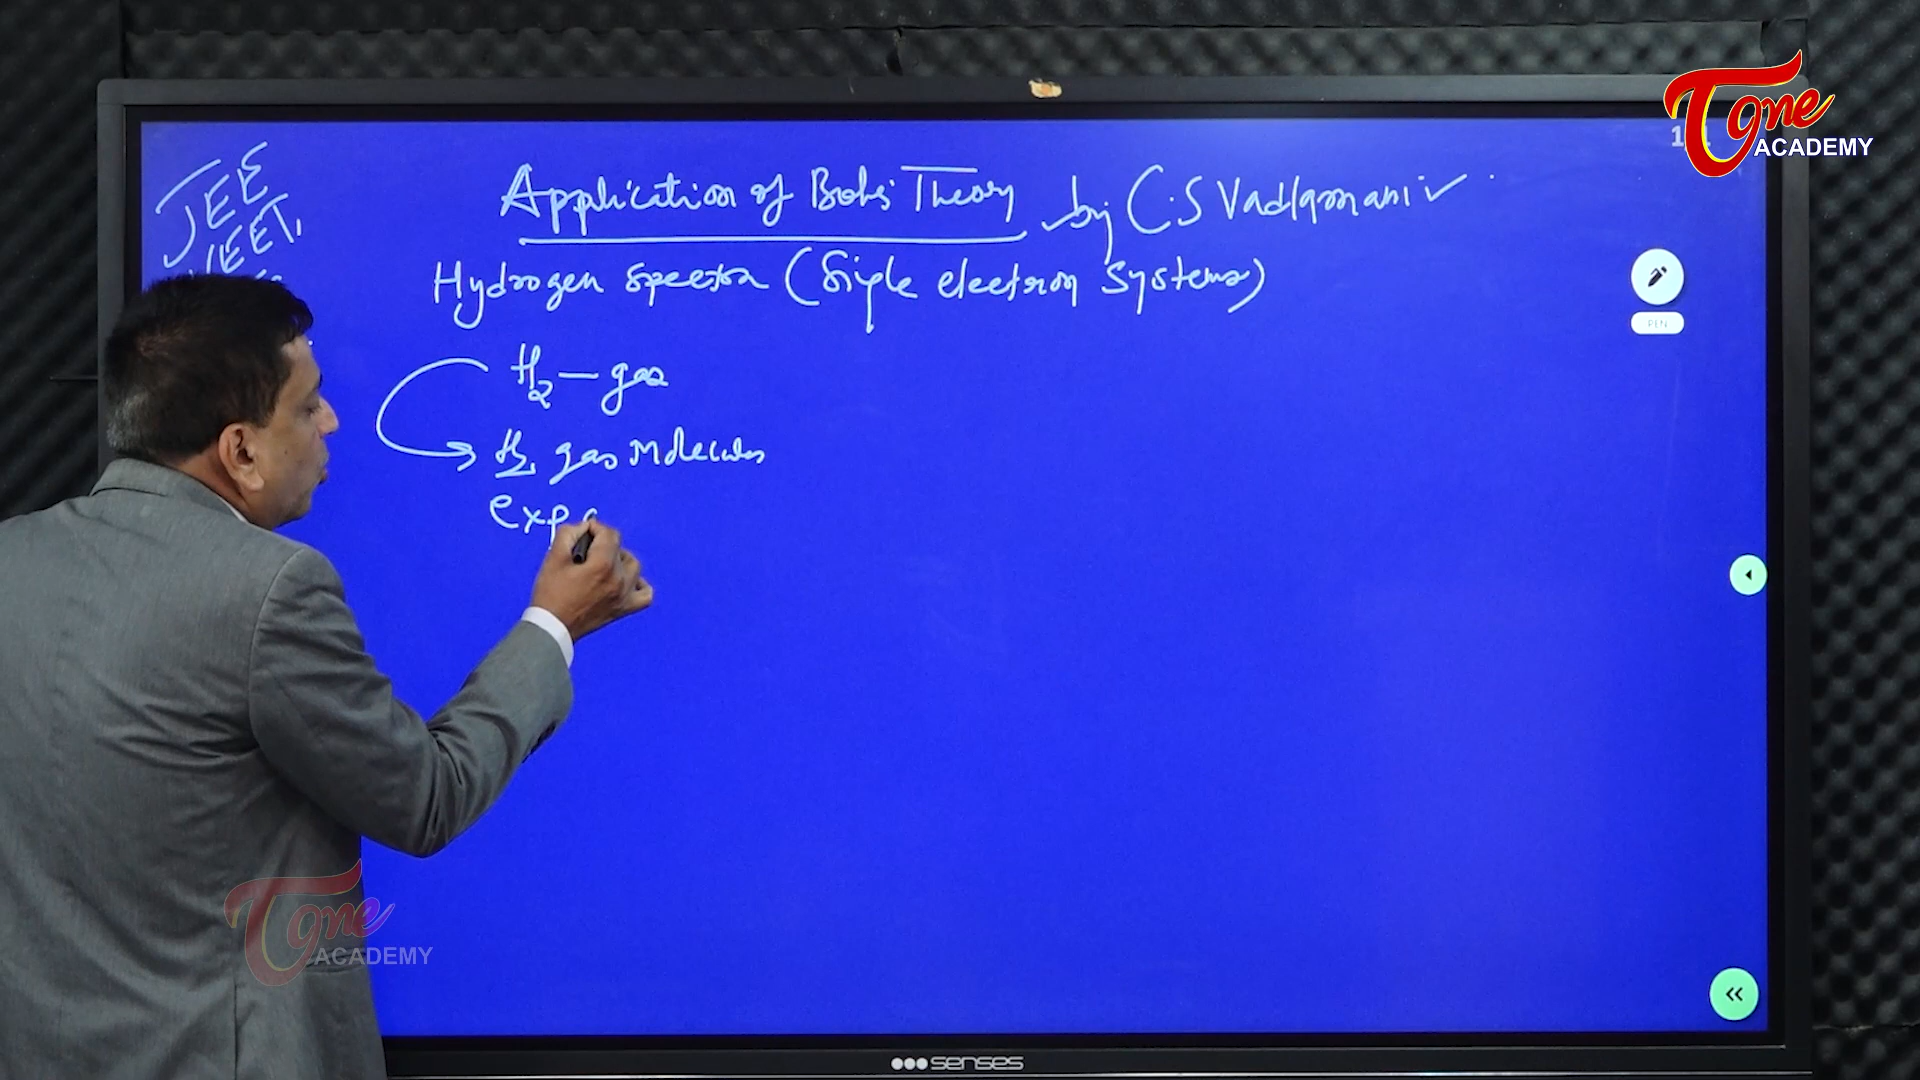 Tone ACADEMY
JEE
NEET,
Application of Bohr's Theory by C.S Vadlamani
Hydrogen Spectra (Single electron Systems)
PEN
H2 - gas
H2 gas Molecules
exp
Tone ACADEMY
senses